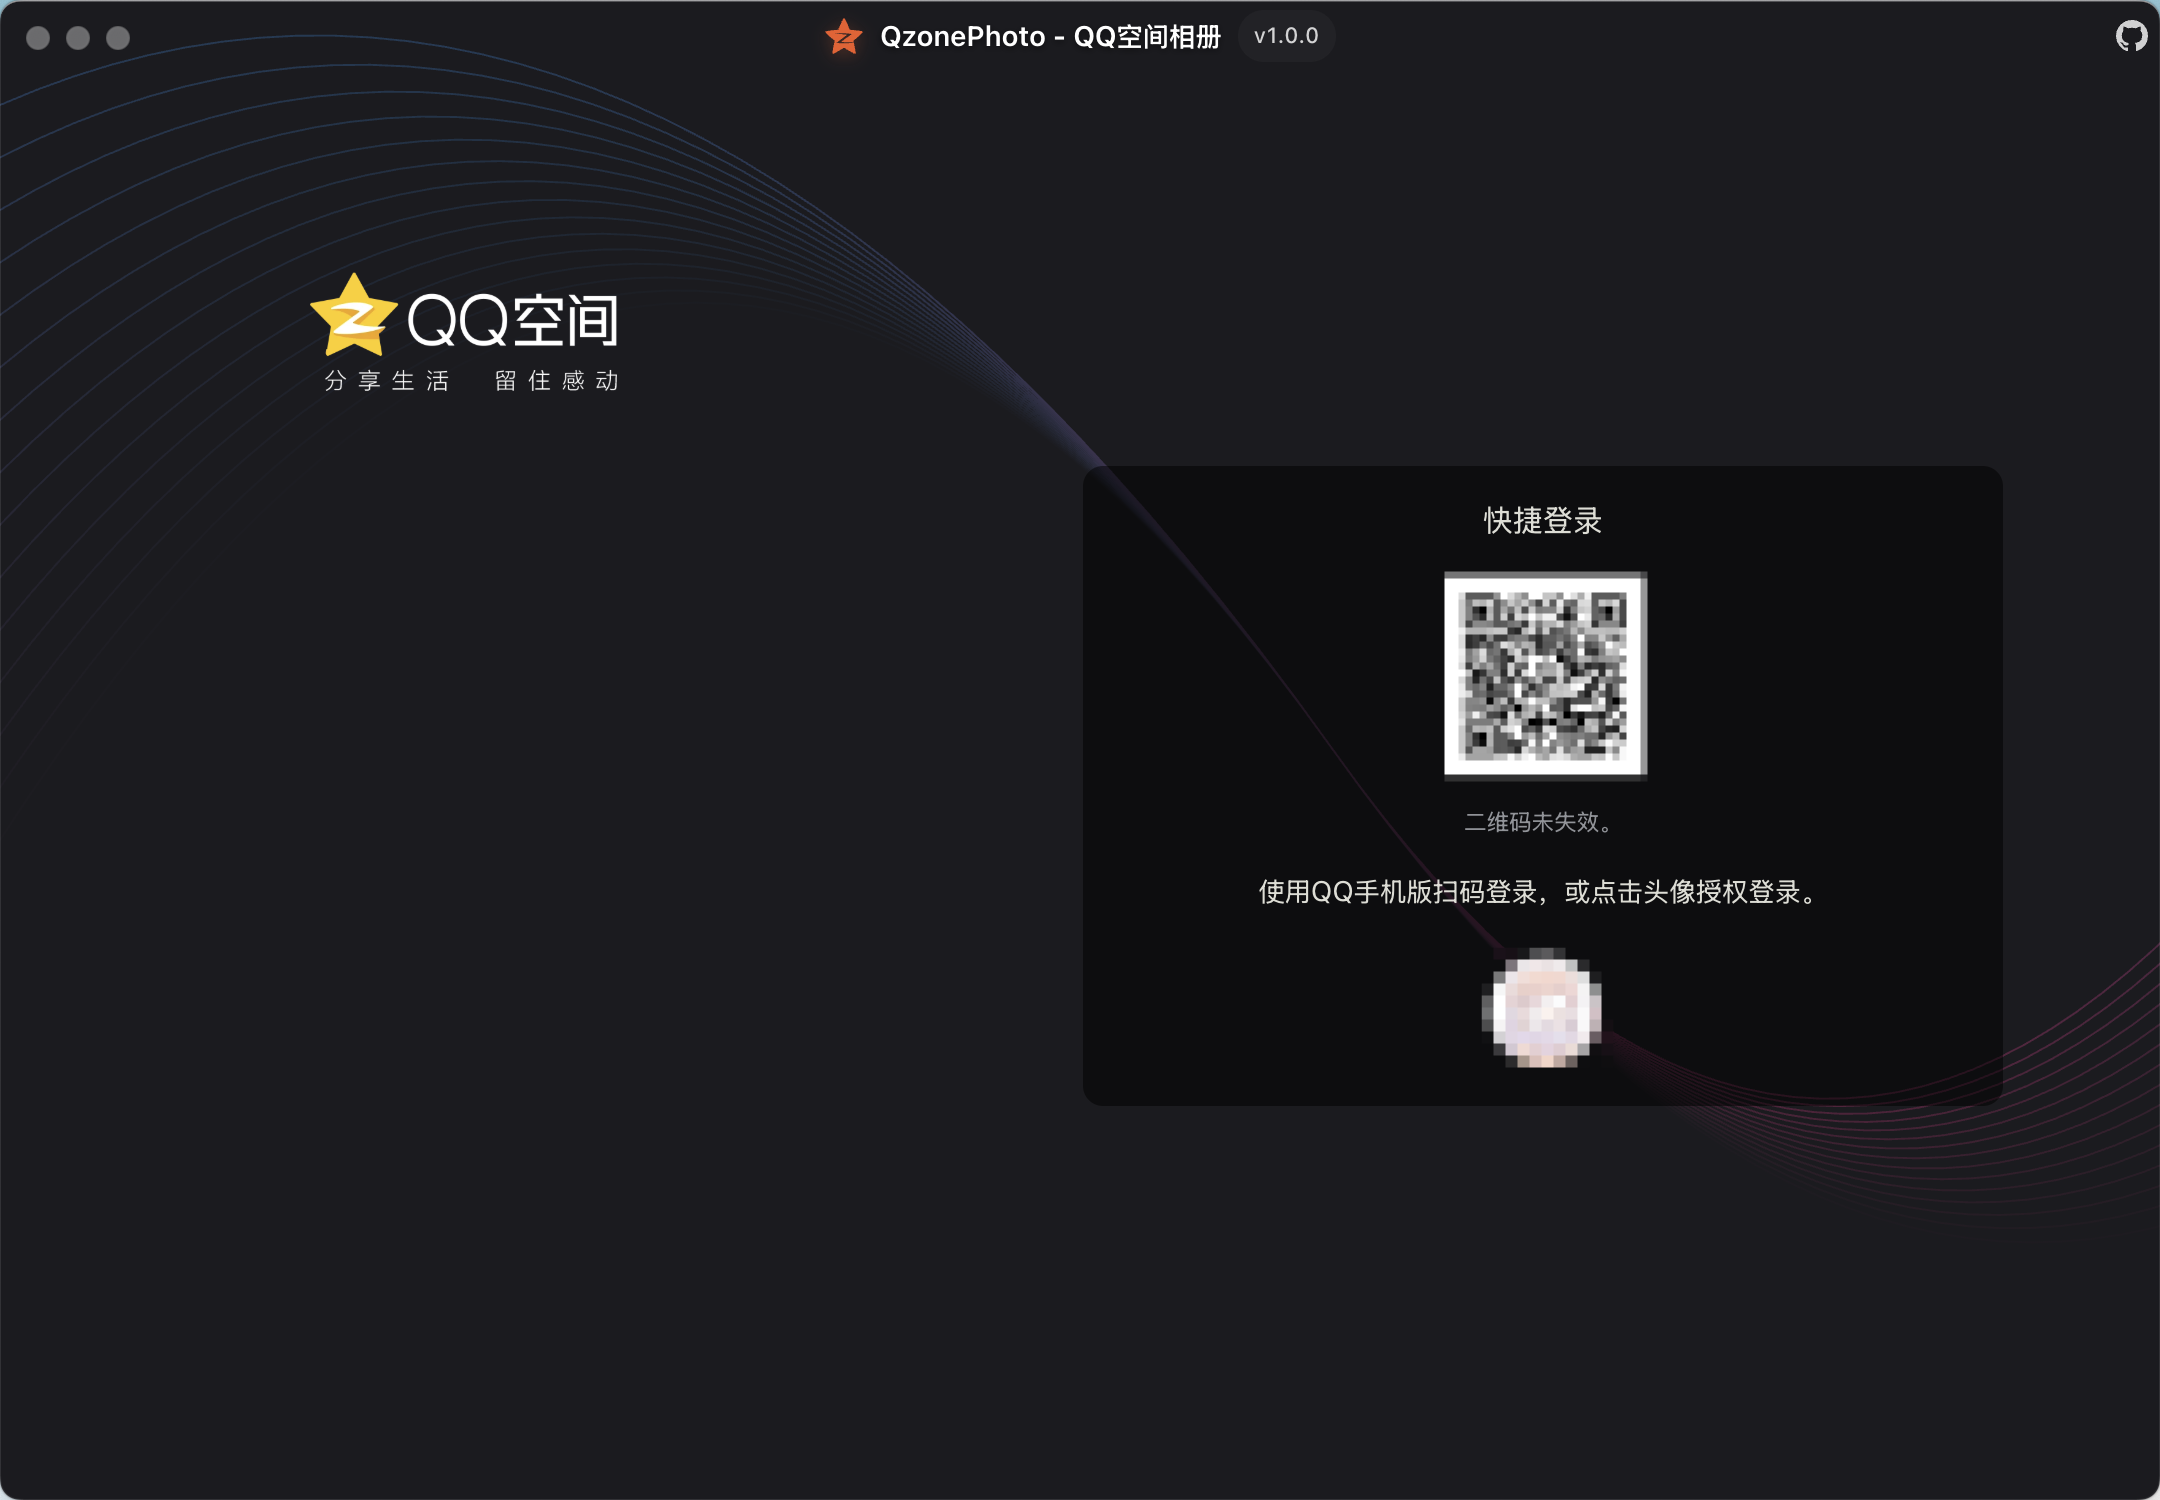 QzonePhoto - QQ空间相册 v1.0.0
QQ空间
分享生活 留住感动
快捷登录
二维码未失效。
使用QQ手机版扫码登录，或点击头像授权登录。